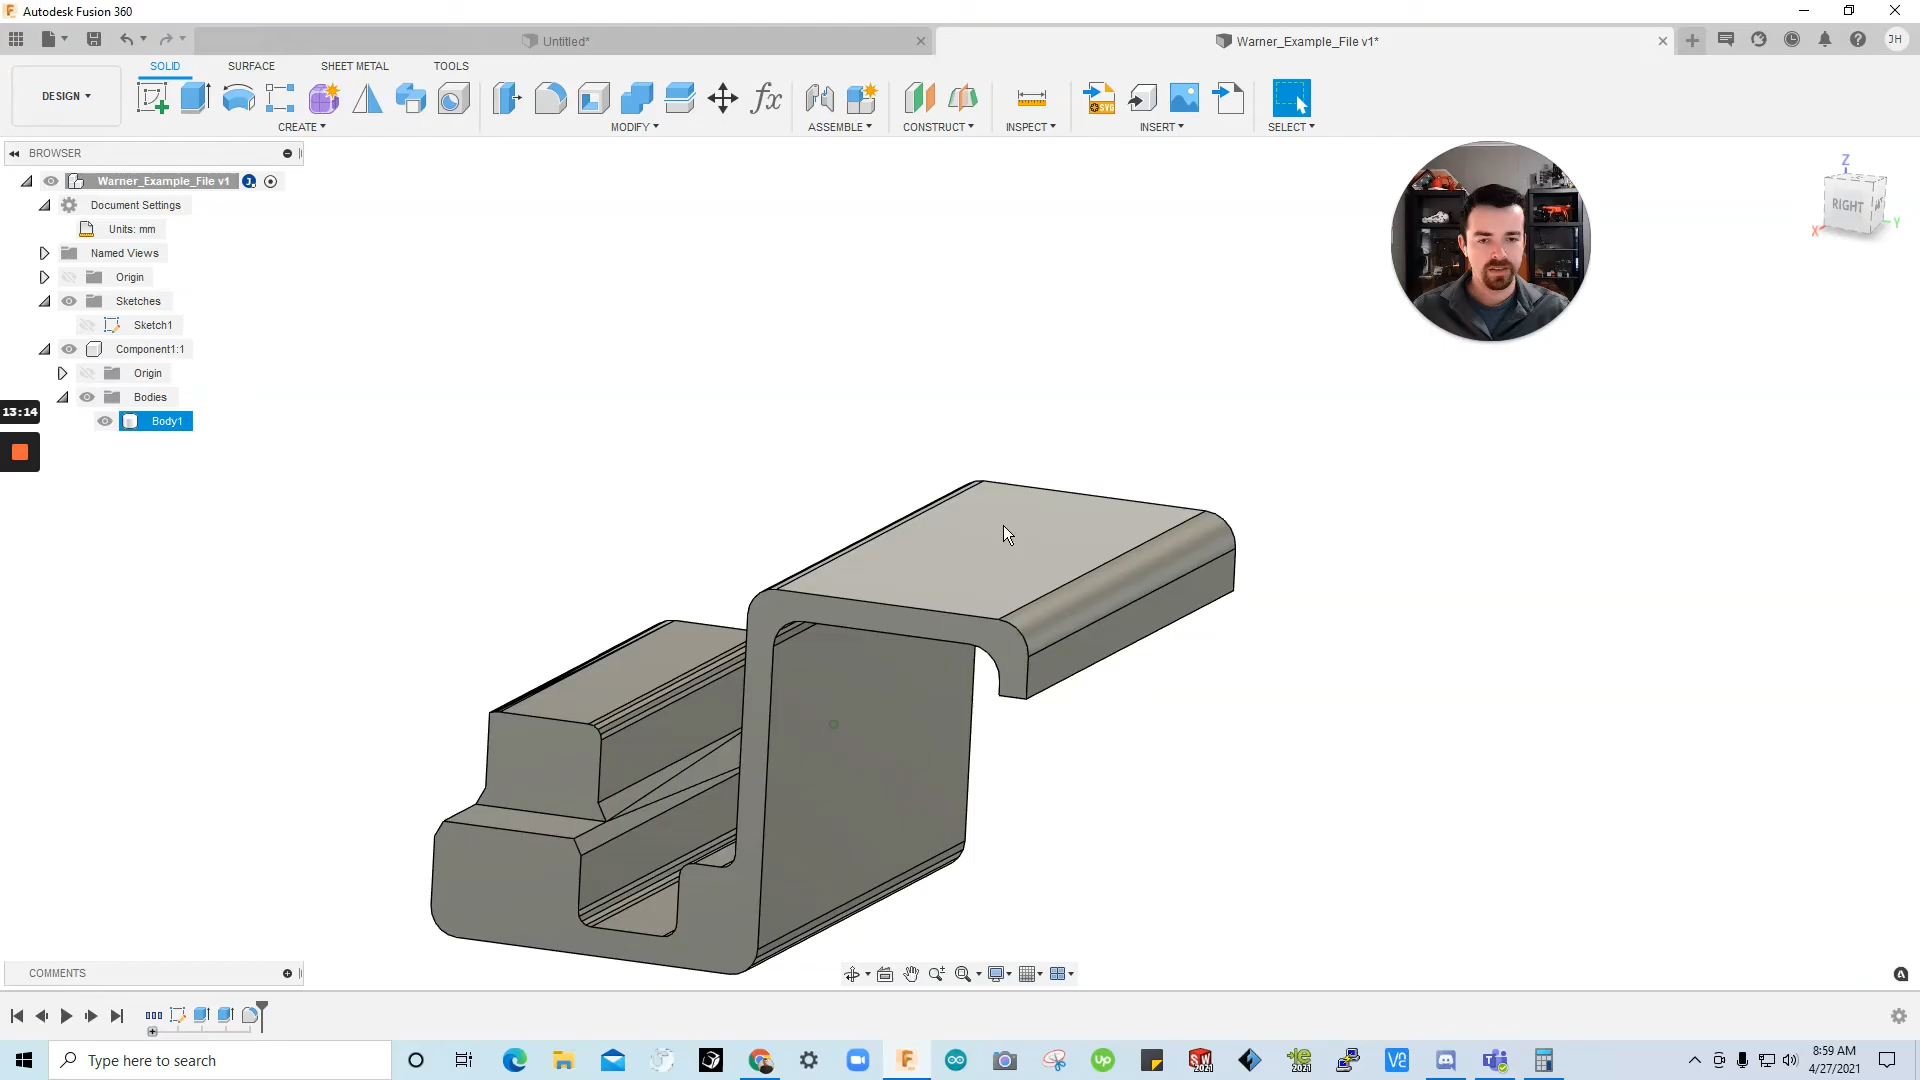 Autodesk Fusion 360
Untitled*
Warner_Example_File v1*
JH
DESIGN
SOLID
SURFACE
SHEET METAL
TOOLS
CREATE
MODIFY
ASSEMBLE
CONSTRUCT
INSPECT
INSERT
SELECT
BROWSER
Warner_Example_File v1
Document Settings
Units: mm
Named Views
Origin
Sketches
Sketch1
Component1:1
Origin
Bodies
Body1
13:14
Z
RIGHT
X
Y
COMMENTS
Type here to search
8:59 AM
4/27/2021